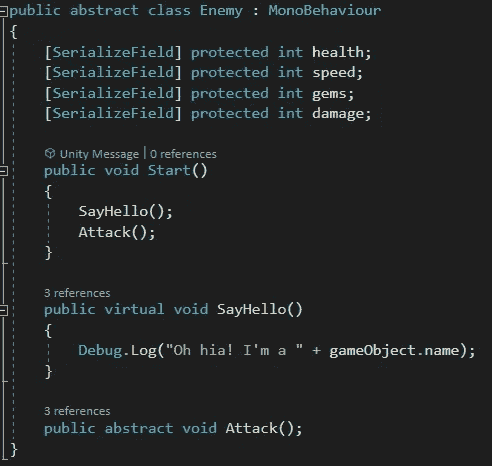 public abstract class Enemy : MonoBehaviour
{
[SerializeField] protected int health;
[SerializeField] protected int speed;
[SerializeField] protected int gems;
[SerializeField] protected int damage;
Unity Message | 0 references
public void Start()
{
SayHello();
Attack();
}
3 references
public virtual void SayHello()
{
Debug.Log("Oh hia! I'm a " + gameObject.name);
}
3 references
public abstract void Attack();
}